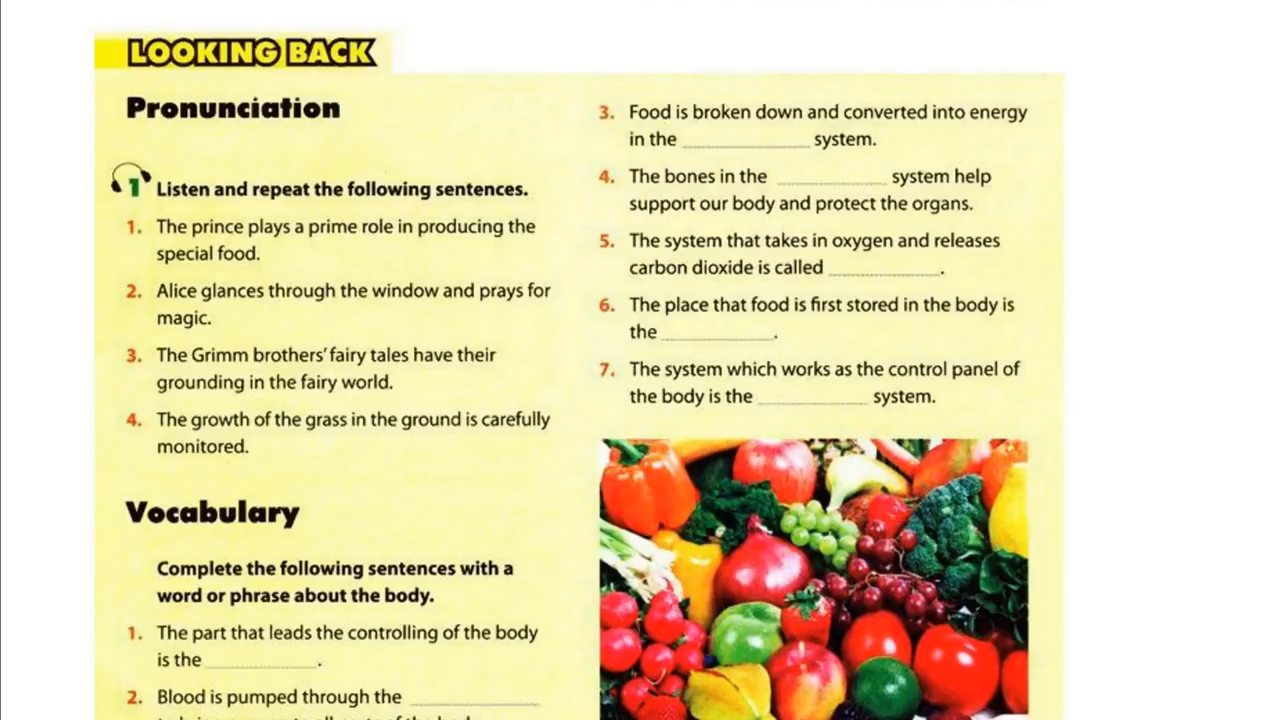 LOOKING BACK
Pronunciation
1 Listen and repeat the following sentences.
1. The prince plays a prime role in producing the
special food.
2. Alice glances through the window and prays for
magic.
3. The Grimm brothers' fairy tales have their
grounding in the fairy world.
4. The growth of the grass in the ground is carefully
monitored.
Vocabulary
Complete the following sentences with a
word or phrase about the body.
1. The part that leads the controlling of the body
is the ____________.
2. Blood is pumped through the ____________
3. Food is broken down and converted into energy
in the ____________ system.
4. The bones in the ____________ system help
support our body and protect the organs.
5. The system that takes in oxygen and releases
carbon dioxide is called ____________.
6. The place that food is first stored in the body is
the ____________.
7. The system which works as the control panel of
the body is the ____________ system.